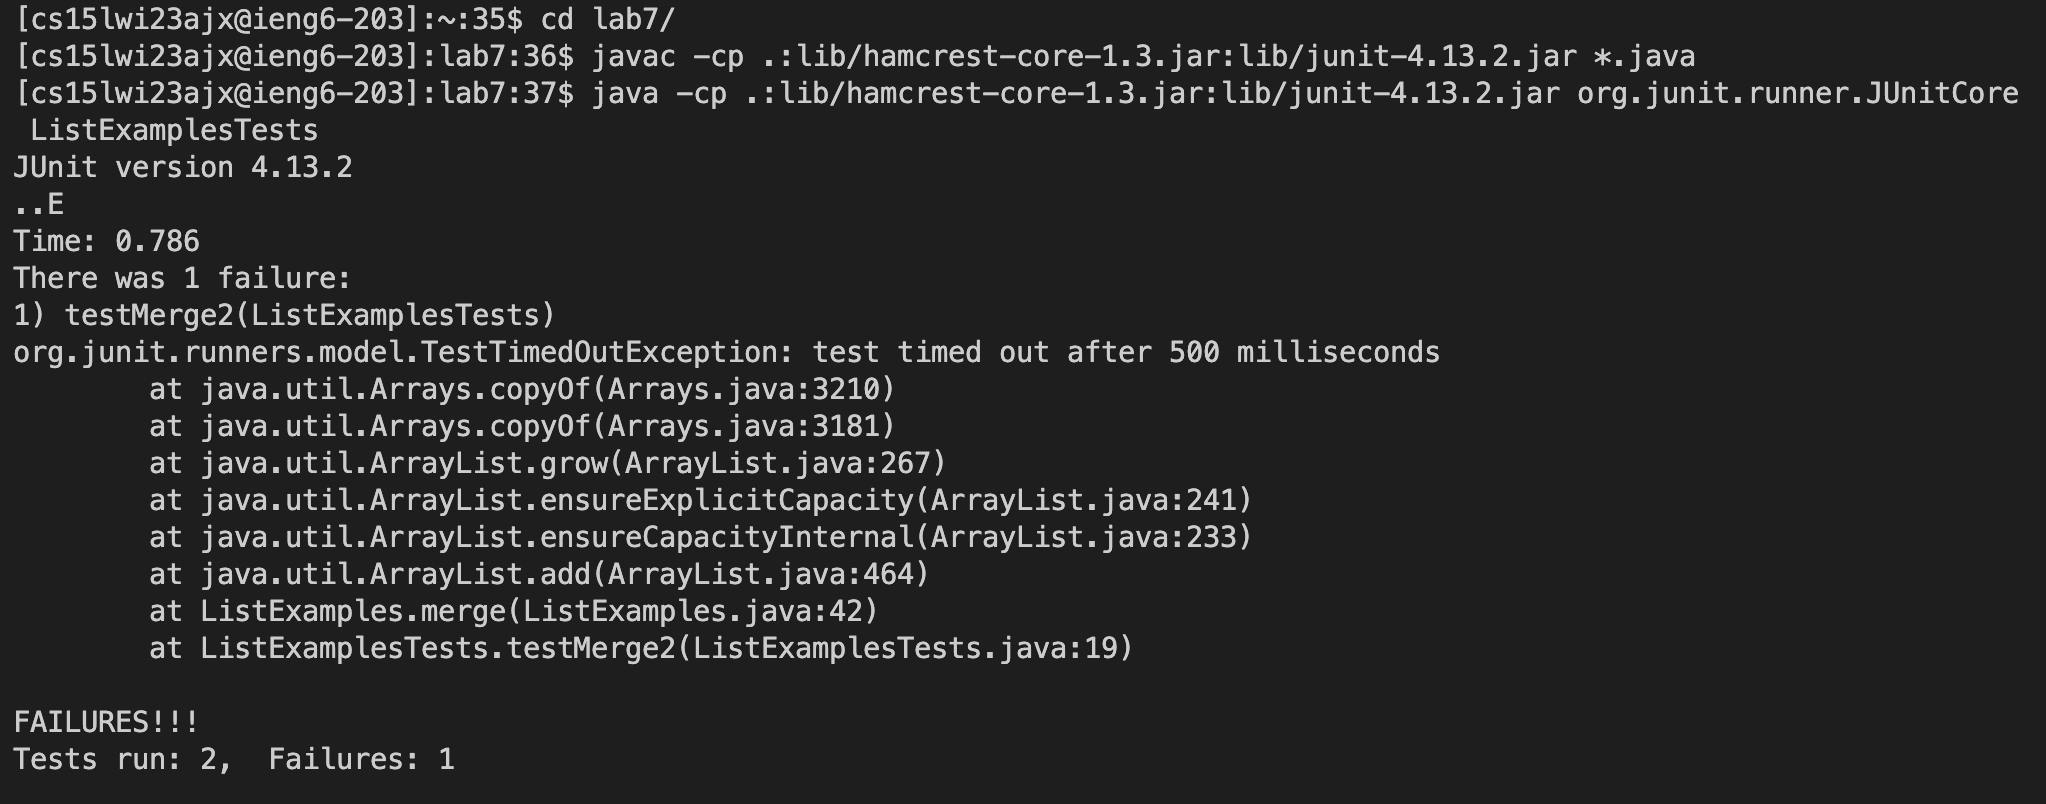 [cs15lwi23ajx@ieng6-203]:~:35$ cd lab7/
[cs15lwi23ajx@ieng6-203]:lab7:36$ javac -cp .:lib/hamcrest-core-1.3.jar:lib/junit-4.13.2.jar *.java
[cs15lwi23ajx@ieng6-203]:lab7:37$ java -cp .:lib/hamcrest-core-1.3.jar:lib/junit-4.13.2.jar org.junit.runner.JUnitCore
 ListExamplesTests
JUnit version 4.13.2
..E
Time: 0.786
There was 1 failure:
1) testMerge2(ListExamplesTests)
org.junit.runners.model.TestTimedOutException: test timed out after 500 milliseconds
        at java.util.Arrays.copyOf(Arrays.java:3210)
        at java.util.Arrays.copyOf(Arrays.java:3181)
        at java.util.ArrayList.grow(ArrayList.java:267)
        at java.util.ArrayList.ensureExplicitCapacity(ArrayList.java:241)
        at java.util.ArrayList.ensureCapacityInternal(ArrayList.java:233)
        at java.util.ArrayList.add(ArrayList.java:464)
        at ListExamples.merge(ListExamples.java:42)
        at ListExamplesTests.testMerge2(ListExamplesTests.java:19)

FAILURES!!!
Tests run: 2,  Failures: 1